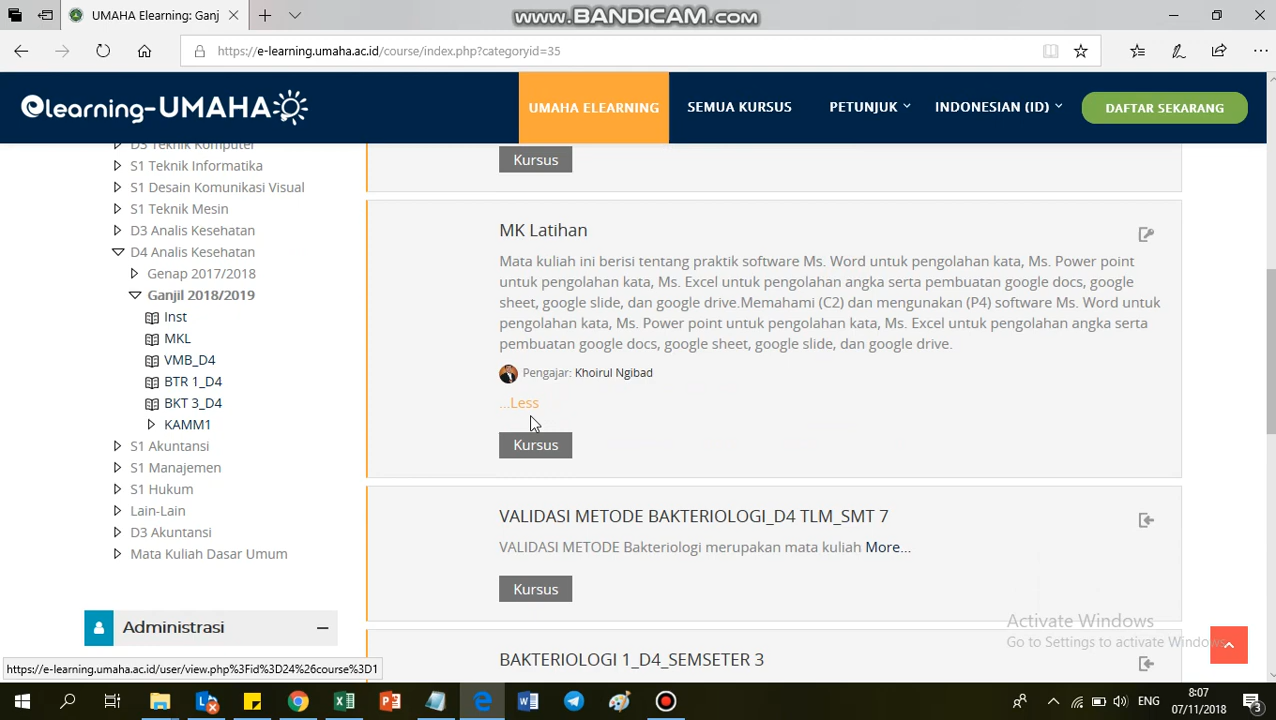 UMAHA Elearning: Ganj
www.BANDICAM.com
https://e-learning.umaha.ac.id/course/index.php?categoryid=35
elearning-UMAHA
UMAHA ELEARNING
SEMUA KURSUS
PETUNJUK
INDONESIAN (ID)
DAFTAR SEKARANG
D3 Teknik Komputer
S1 Teknik Informatika
S1 Desain Komunikasi Visual
S1 Teknik Mesin
D3 Analis Kesehatan
D4 Analis Kesehatan
Genap 2017/2018
Ganjil 2018/2019
Inst
MKL
VMB_D4
BTR 1_D4
BKT 3_D4
KAMM1
S1 Akuntansi
S1 Manajemen
S1 Hukum
Lain-Lain
D3 Akuntansi
Mata Kuliah Dasar Umum
Administrasi
Kursus
MK Latihan
Mata kuliah ini berisi tentang praktik software Ms. Word untuk pengolahan kata, Ms. Power point
untuk pengolahan kata, Ms. Excel untuk pengolahan angka serta pembuatan google docs, google
sheet, google slide, dan google drive.Memahami (C2) dan mengunakan (P4) software Ms. Word untuk
pengolahan kata, Ms. Power point untuk pengolahan kata, Ms. Excel untuk pengolahan angka serta
pembuatan google docs, google sheet, google slide, dan google drive.
Pengajar: Khoirul Ngibad
...Less
Kursus
VALIDASI METODE BAKTERIOLOGI_D4 TLM_SMT 7
VALIDASI METODE Bakteriologi merupakan mata kuliah More...
Kursus
BAKTERIOLOGI 1_D4_SEMSETER 3
Activate Windows
Go to Settings to activate Windows.
https://e-learning.umaha.ac.id/user/view.php%3Fid%3D24%26course%3D1
ENG
8:07
07/11/2018
3